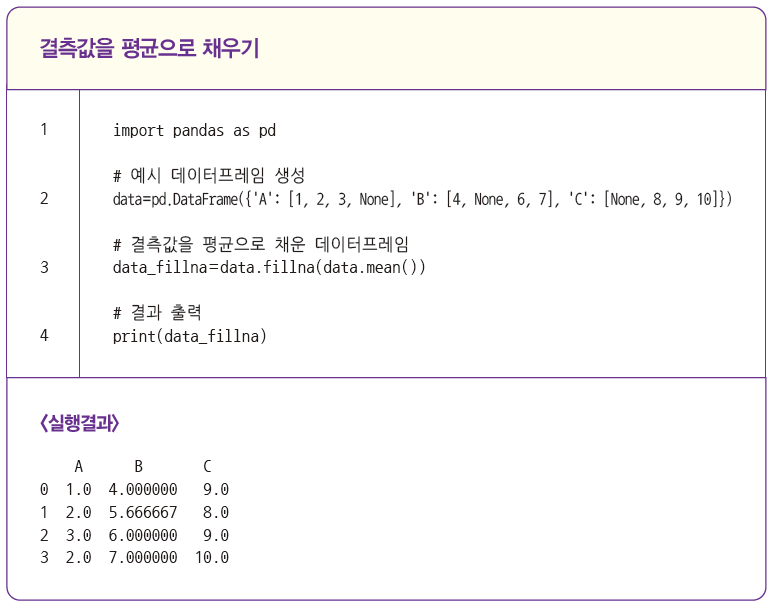 결측값을 평균으로 채우기
1 import pandas as pd
# 예시 데이터프레임 생성
2 data=pd.DataFrame({'A': [1, 2, 3, None], 'B': [4, None, 6, 7], 'C': [None, 8, 9, 10]})
# 결측값을 평균으로 채운 데이터프레임
3 data_fillna=data.fillna(data.mean())
# 결과 출력
4 print(data_fillna)
<실행결과>
A B C
0 1.0 4.000000 9.0
1 2.0 5.666667 8.0
2 3.0 6.000000 9.0
3 2.0 7.000000 10.0